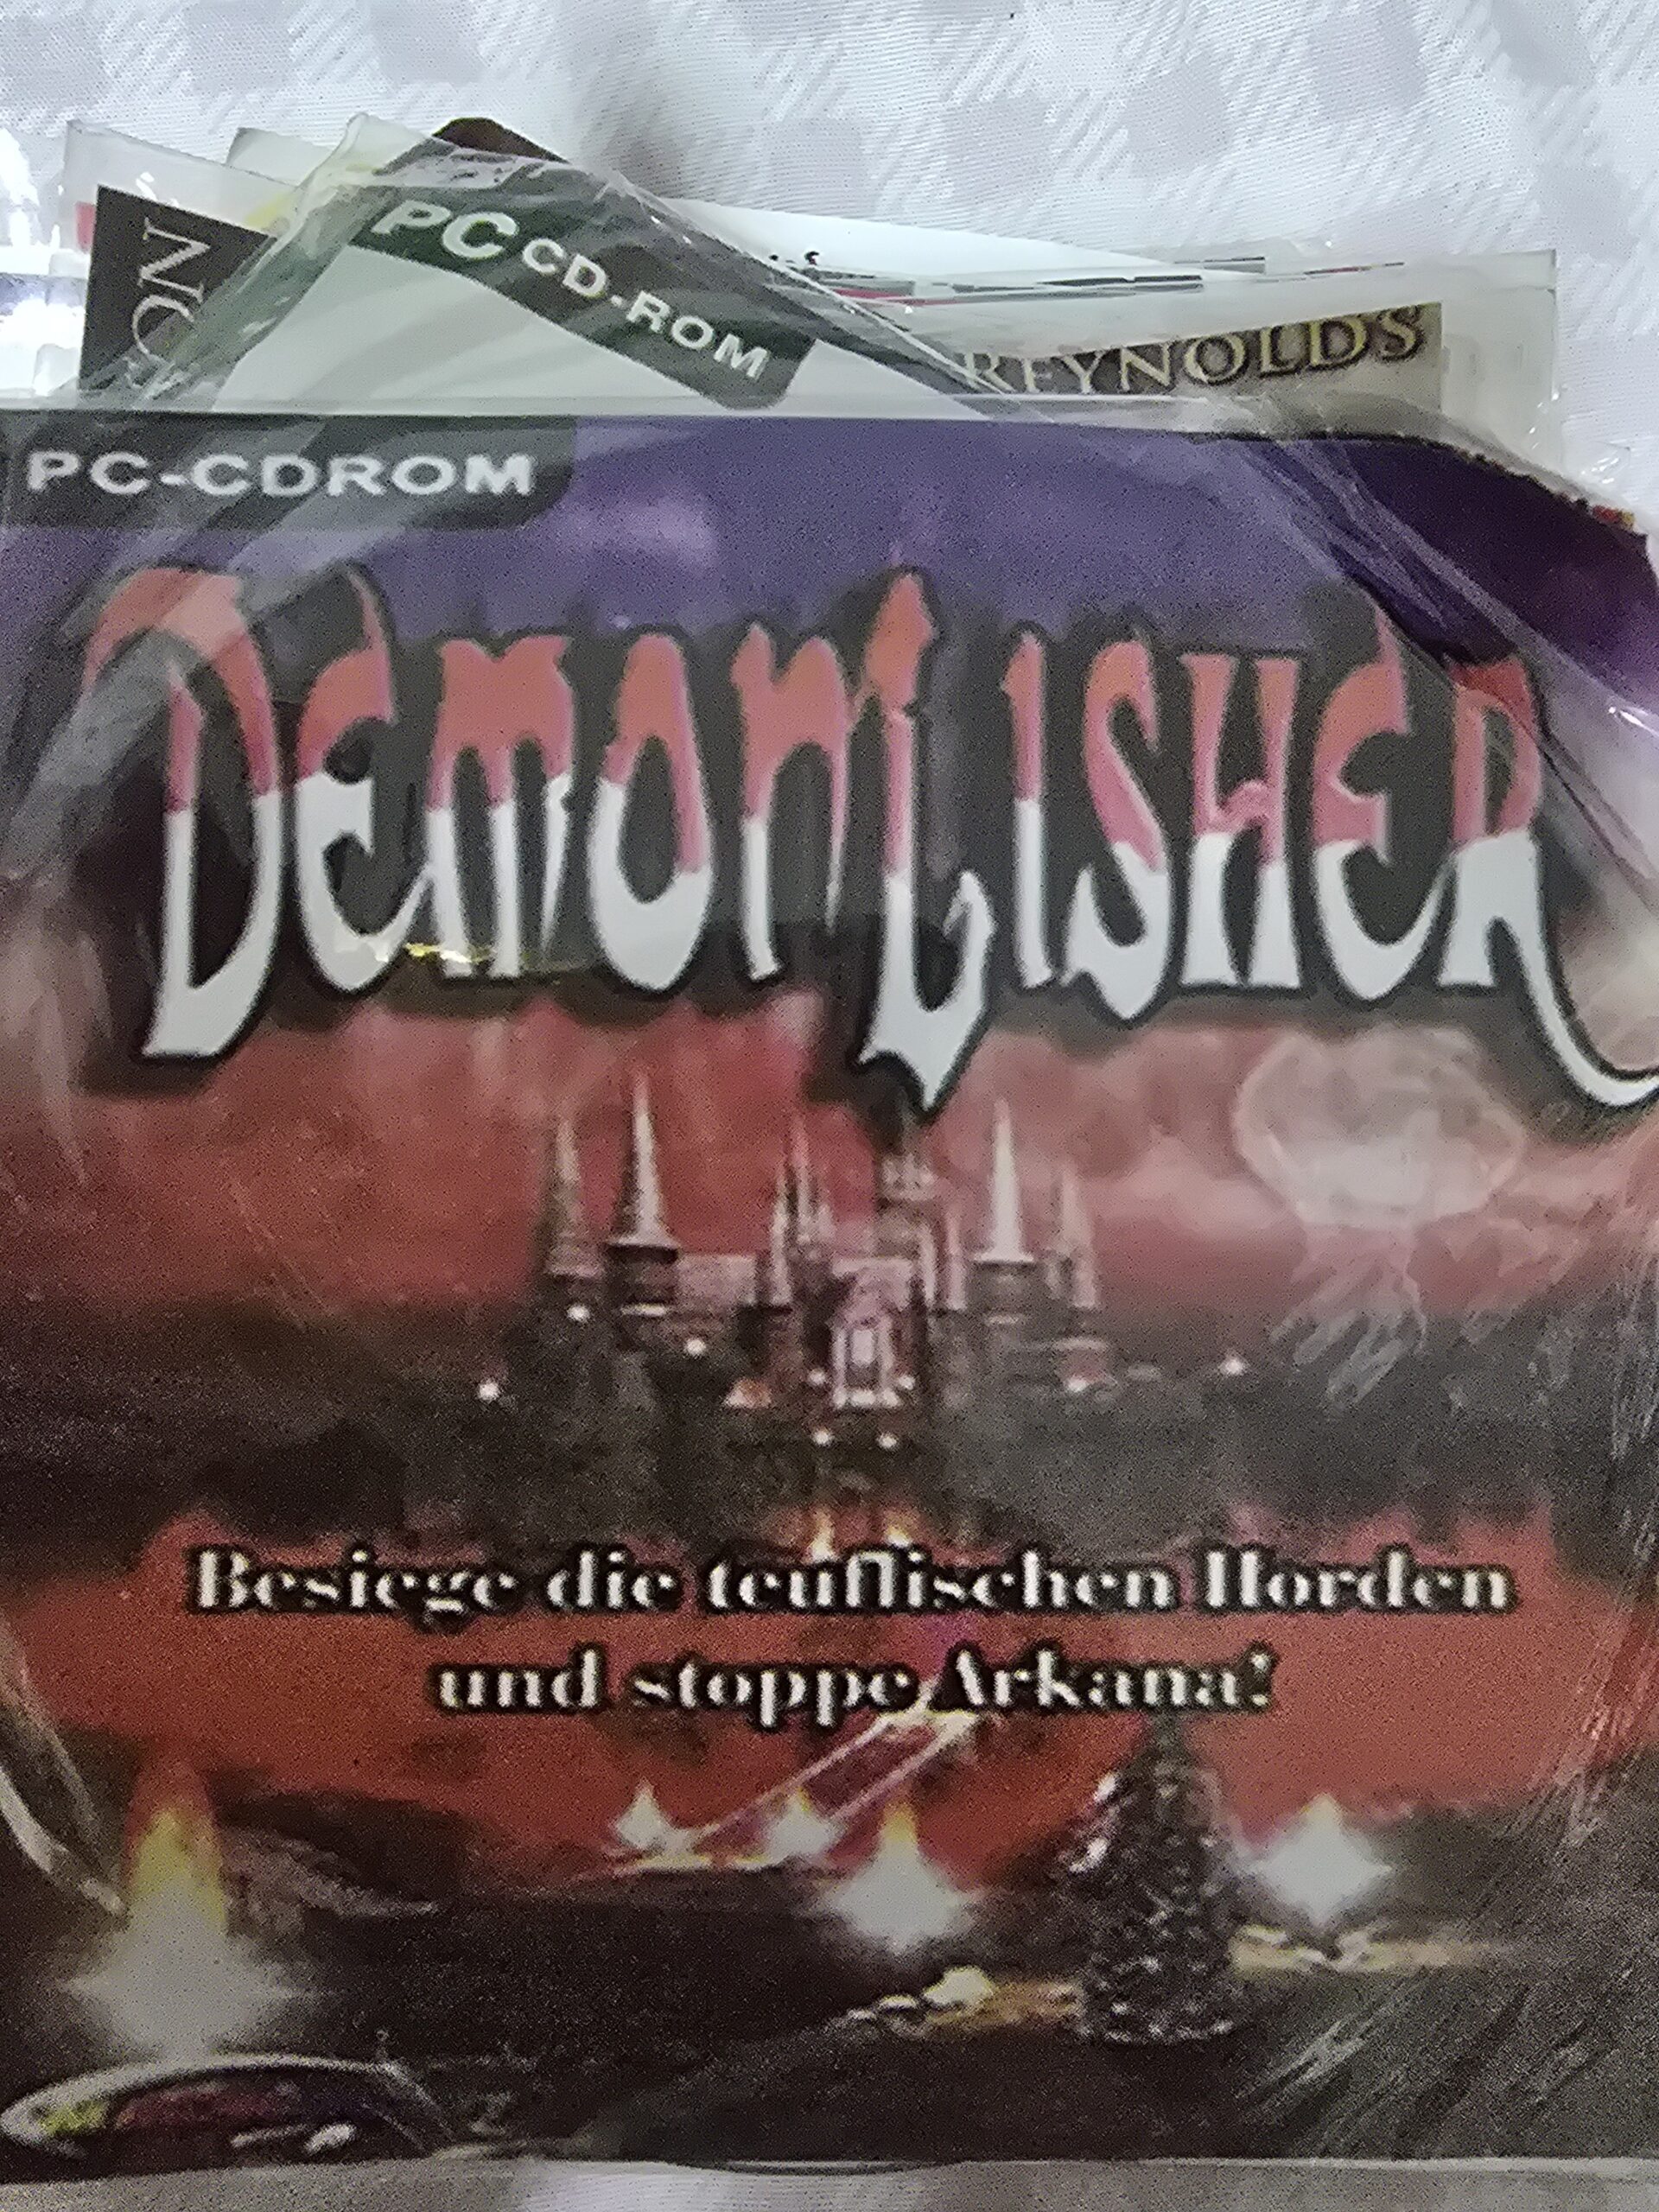 PC CD-ROM
REYNOLDS
PC-CDROM
DEMONLISHER
Besiege die teuflischen Horden
und stoppe Arkana!